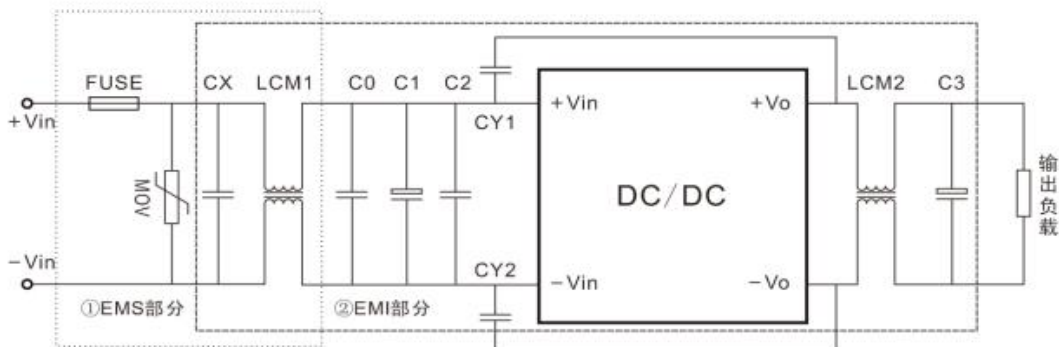 FUSE
CX
LCM1
C0
C1
C2
CY1
+Vin
+Vin
+Vo
LCM2
C3
MOV
DC/DC
输出负载
-Vin
CY2
-Vin
-Vo
①EMS部分
②EMI部分